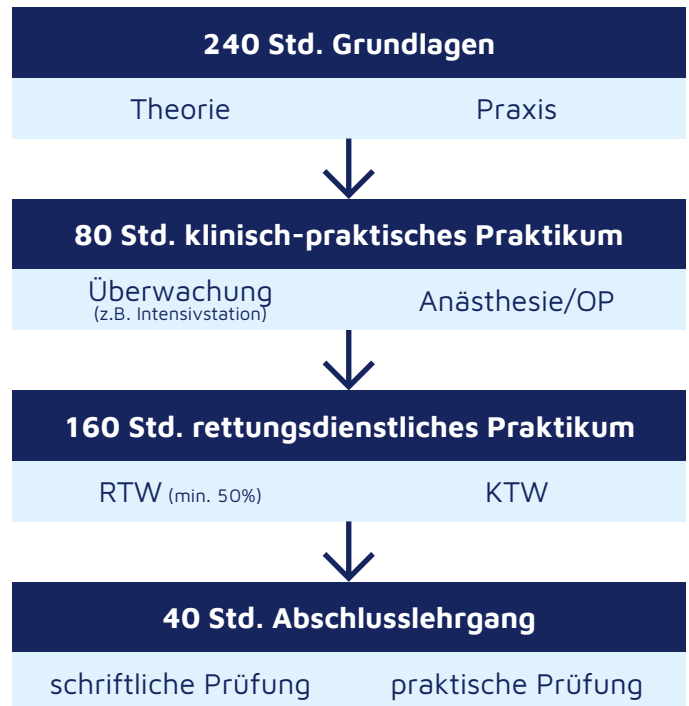 240 Std. Grundlagen
Theorie Praxis
80 Std. klinisch-praktisches Praktikum
Überwachung Anästhesie/OP
(z.B. Intensivstation)
160 Std. rettungsdienstliches Praktikum
RTW (min. 50%) KTW
40 Std. Abschlusslehrgang
schriftliche Prüfung praktische Prüfung